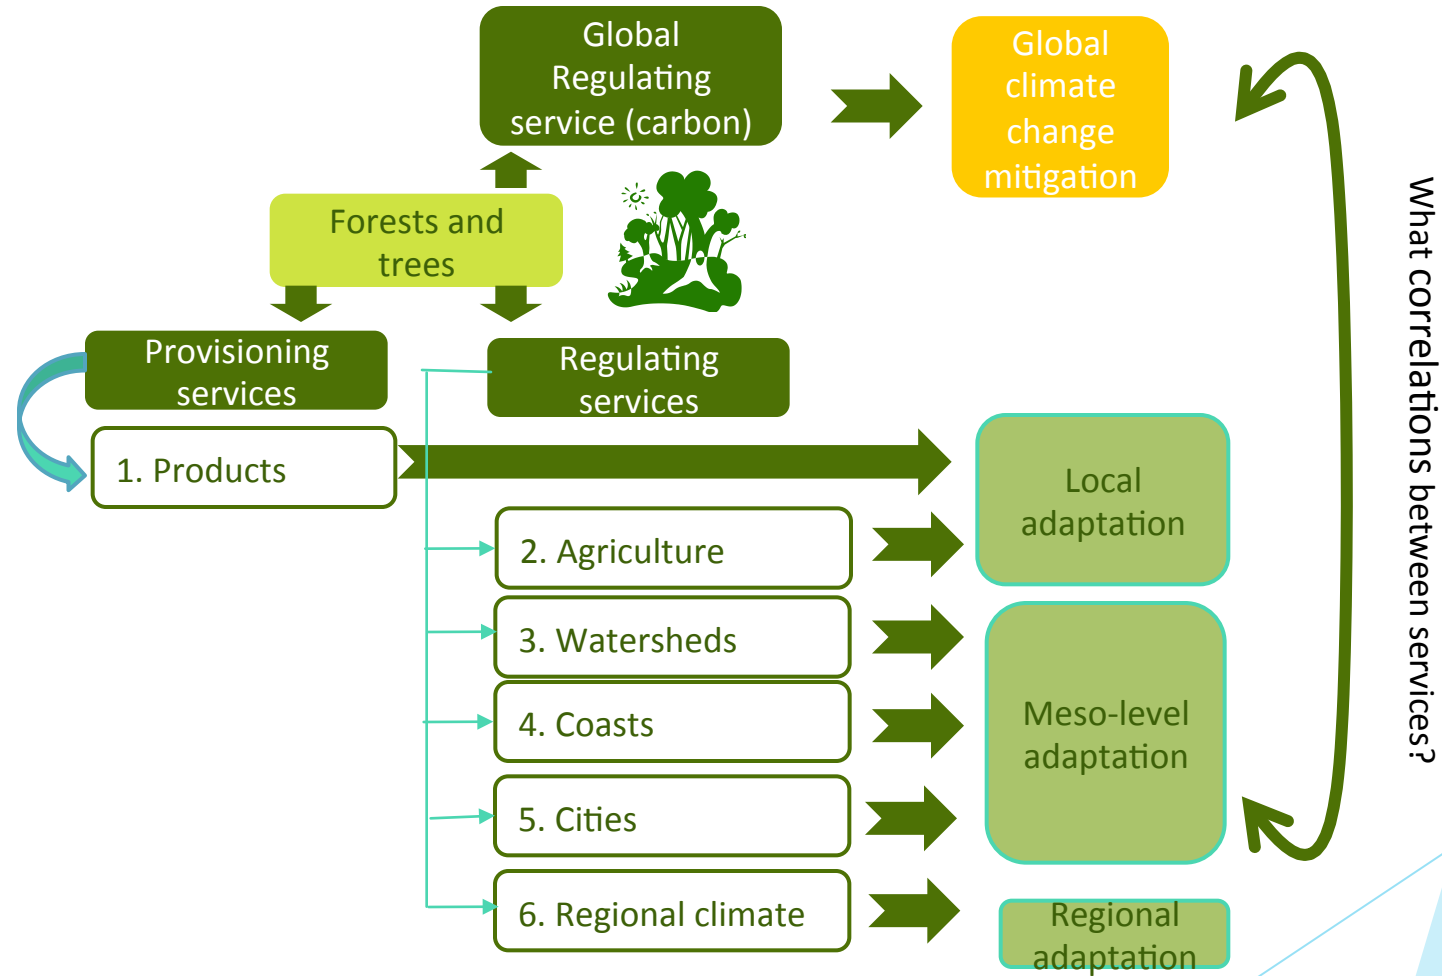 Global
Regulating
service (carbon)
Global
climate
change
mitigation
Forests and
trees
Provisioning
services
Regulating
services
1. Products
Local
adaptation
2. Agriculture
3. Watersheds
4. Coasts
Meso-level
adaptation
5. Cities
6. Regional climate
Regional
adaptation
What correlations between services?